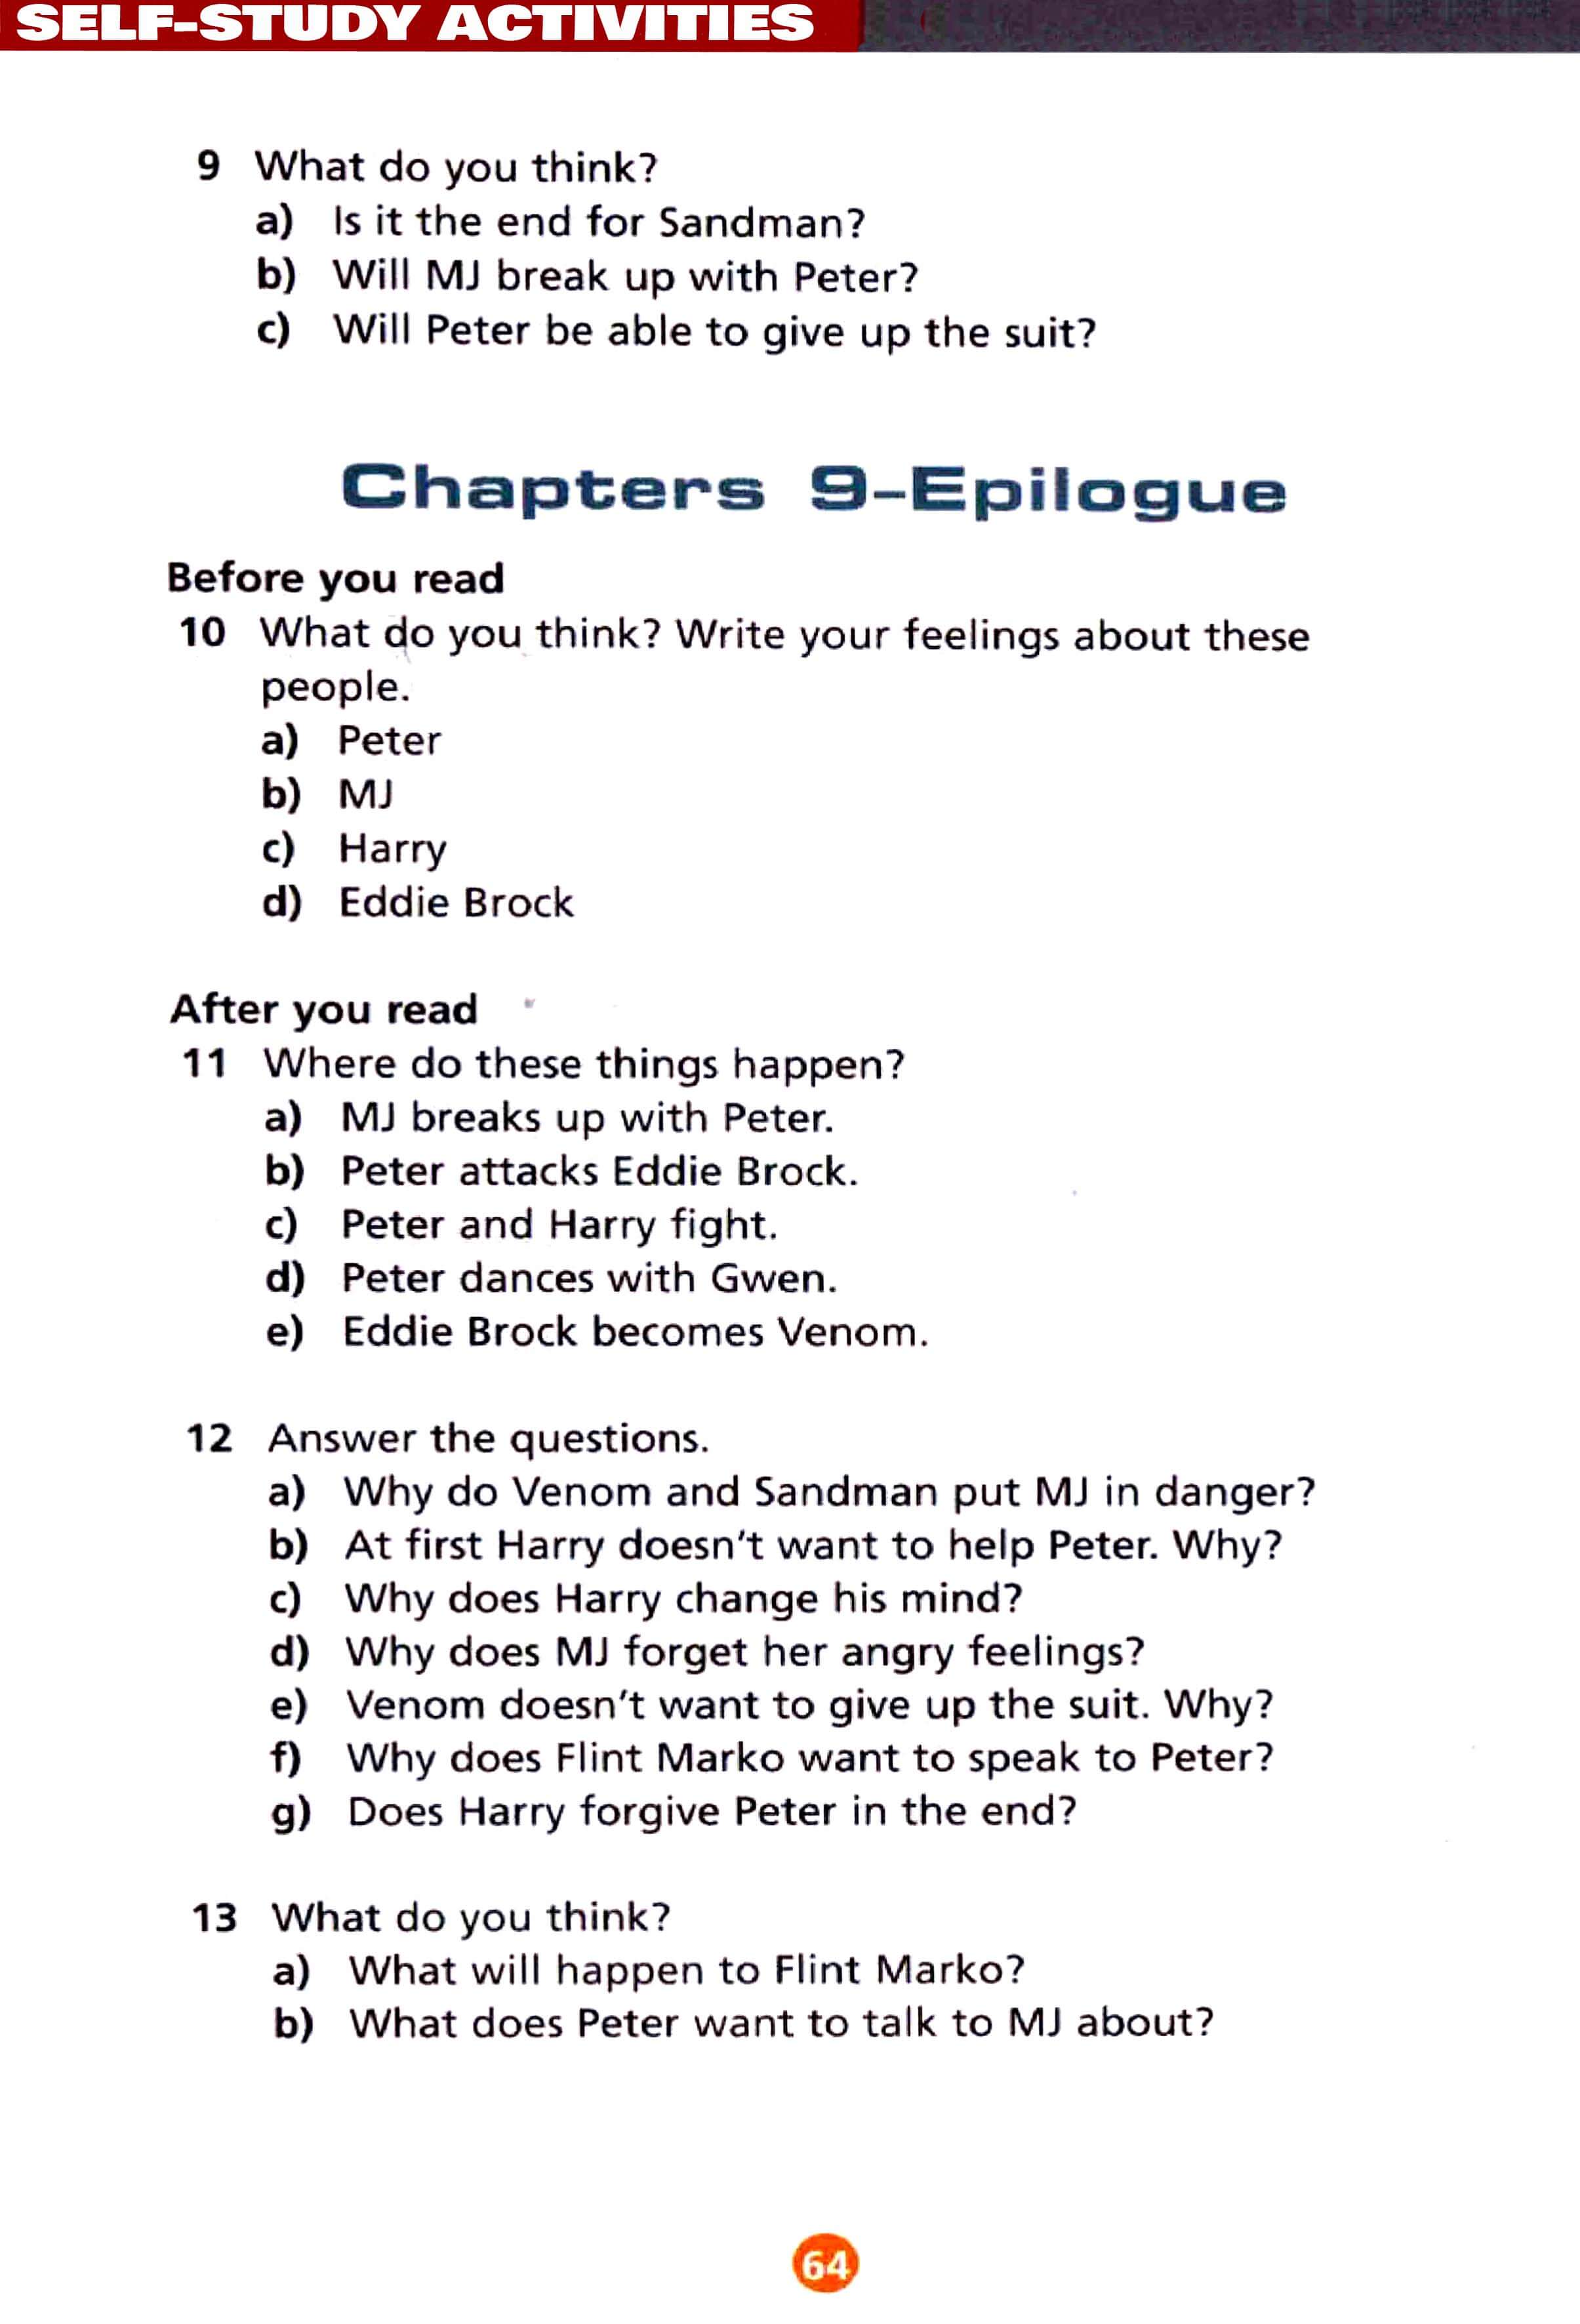 SELF-STUDY ACTIVITIES
9 What do you think?
a) Is it the end for Sandman?
b) Will MJ break up with Peter?
c) Will Peter be able to give up the suit?
Chapters 9-Epilogue
Before you read
10 What do you think? Write your feelings about these
people.
a) Peter
b) MJ
c) Harry
d) Eddie Brock
After you read
11 Where do these things happen?
a) MJ breaks up with Peter.
b) Peter attacks Eddie Brock.
c) Peter and Harry fight.
d) Peter dances with Gwen.
e) Eddie Brock becomes Venom.
12 Answer the questions.
a) Why do Venom and Sandman put MJ in danger?
b) At first Harry doesn't want to help Peter. Why?
c) Why does Harry change his mind?
d) Why does MJ forget her angry feelings?
e) Venom doesn't want to give up the suit. Why?
f) Why does Flint Marko want to speak to Peter?
g) Does Harry forgive Peter in the end?
13 What do you think?
a) What will happen to Flint Marko?
b) What does Peter want to talk to MJ about?
64